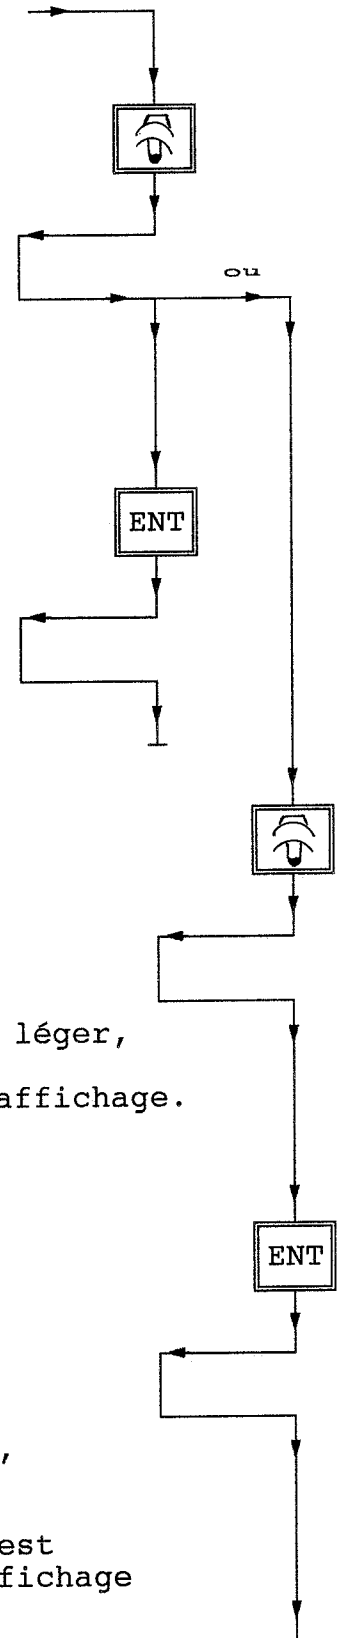 ou
ENT
léger,
affichage.
ENT
,
est
fichage